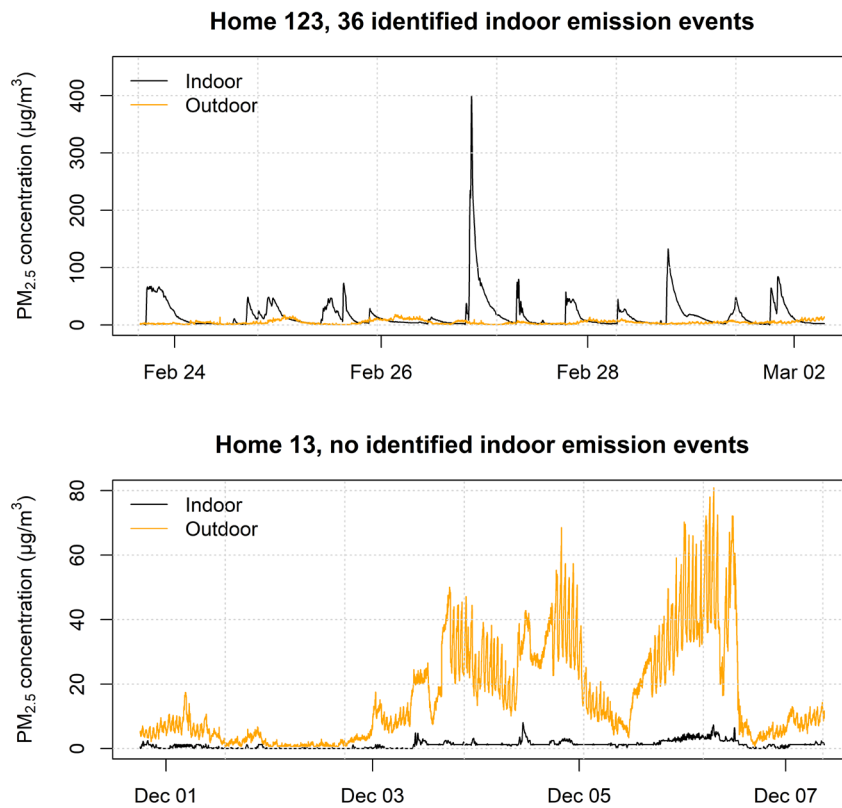 Home 123, 36 identified indoor emission events
PM2.5 concentration (µg/m³)
400
300
200
100
0
Indoor
Outdoor
Feb 24 Feb 26 Feb 28 Mar 02
Home 13, no identified indoor emission events
PM2.5 concentration (µg/m³)
80
60
40
20
0
Indoor
Outdoor
Dec 01 Dec 03 Dec 05 Dec 07